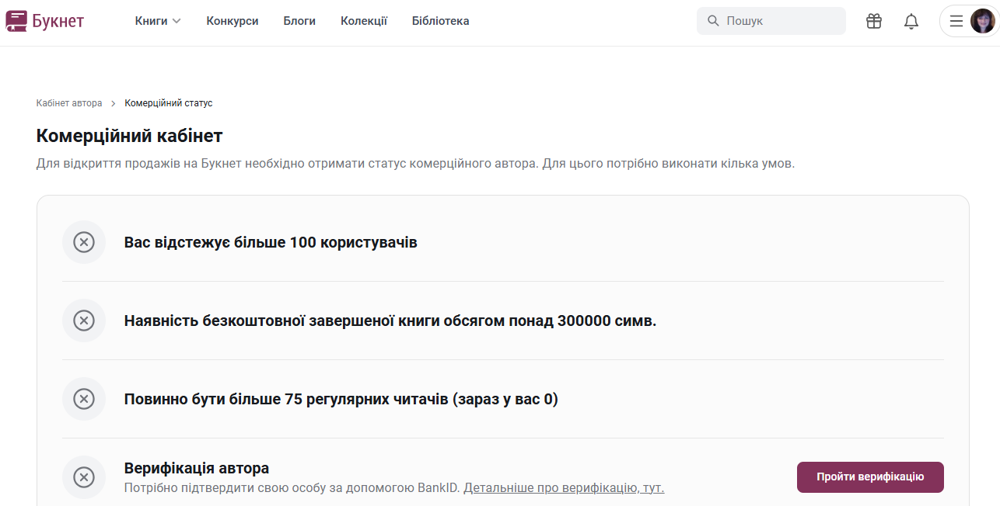 Букнет
Книги
Конкурси
Блоги
Колекції
Бібліотека
Пошук
Кабінет автора > Комерційний статус
Комерційний кабінет
Для відкриття продажів на Букнет необхідно отримати статус комерційного автора. Для цього потрібно виконати кілька умов.
Вас відстежує більше 100 користувачів
Наявність безкоштовної завершеної книги обсягом понад 300000 симв.
Повинно бути більше 75 регулярних читачів (зараз у вас 0)
Верифікація автора
Потрібно підтвердити свою особу за допомогою BankID. Детальніше про верифікацію, тут.
Пройти верифікацію